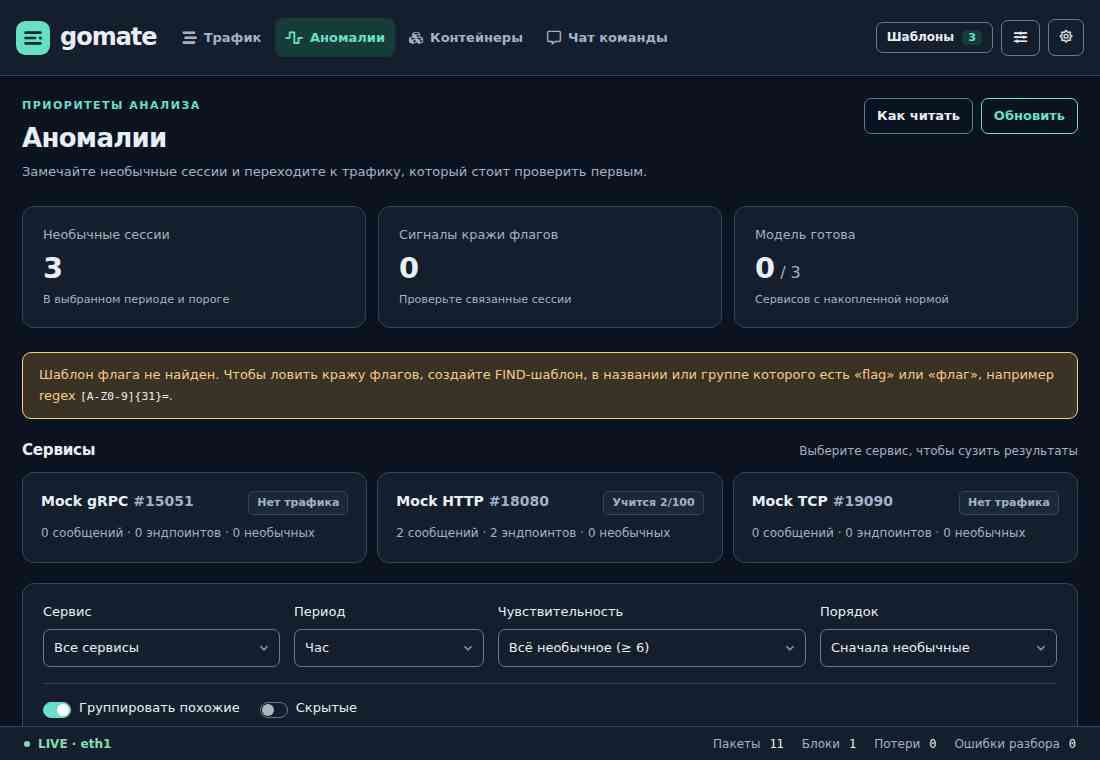 gomate
Трафик
Аномалии
Контейнеры
Чат команды
Шаблоны 3
ПРИОРИТЕТЫ АНАЛИЗА
Аномалии
Замечайте необычные сессии и переходите к трафику, который стоит проверить первым.
Как читать
Обновить
Необычные сессии
3
В выбранном периоде и пороге
Сигналы кражи флагов
0
Проверьте связанные сессии
Модель готова
0 / 3
Сервисов с накопленной нормой
Шаблон флага не найден. Чтобы ловить кражу флагов, создайте FIND-шаблон, в названии или группе которого есть «flag» или «флаг», например
regex [A-Z0-9]{31}=.
Сервисы
Выберите сервис, чтобы сузить результаты
Mock gRPC #15051
Нет трафика
0 сообщений · 0 эндпоинтов · 0 необычных
Mock HTTP #18080
Учится 2/100
2 сообщений · 2 эндпоинтов · 0 необычных
Mock TCP #19090
Нет трафика
0 сообщений · 0 эндпоинтов · 0 необычных
Сервис
Все сервисы
Период
Час
Чувствительность
Всё необычное (≥ 6)
Порядок
Сначала необычные
Группировать похожие
Скрытые
LIVE · eth1
Пакеты 11
Блоки 1
Потери 0
Ошибки разбора 0